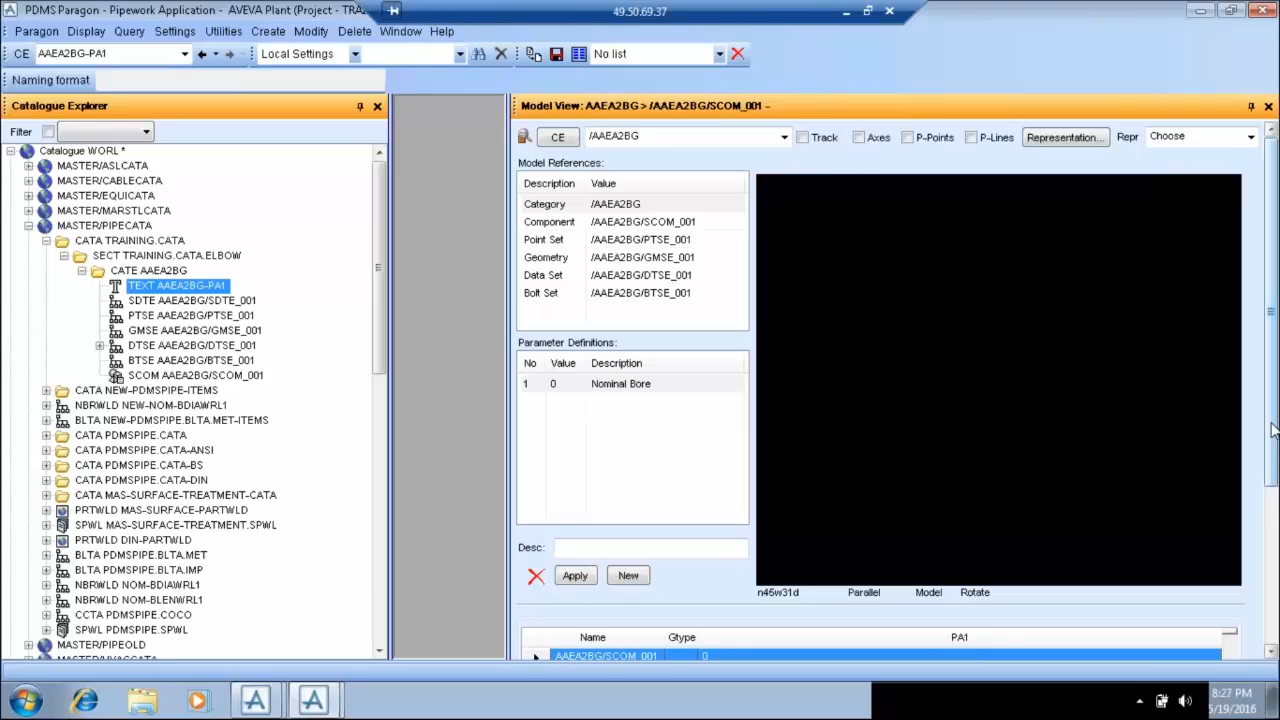 PDMS Paragon - Pipework Application - AVEVA Plant (Project - TRA
49.50.69.37
Paragon Display Query Settings Utilities Create Modify Delete Window Help
CE AAEA2BG-PA1 Local Settings No list
Naming format
Catalogue Explorer
Filter
Catalogue WORL *
MASTER/ASLCATA
MASTER/CABLECATA
MASTER/EQUICATA
MASTER/MARSTLCATA
MASTER/PIPECATA
CATA TRAINING.CATA
SECT TRAINING.CATA.ELBOW
CATE AAEA2BG
TEXT AAEA2BG-PA1
SDTE AAEA2BG/SDTE_001
PTSE AAEA2BG/PTSE_001
GMSE AAEA2BG/GMSE_001
DTSE AAEA2BG/DTSE_001
BTSE AAEA2BG/BTSE_001
SCOM AAEA2BG/SCOM_001
CATA NEW-PDMSPIPE-ITEMS
NBRWLD NEW-NOM-BDIAWRL1
BLTA NEW-PDMSPIPE.BLTA.MET-ITEMS
CATA PDMSPIPE.CATA
CATA PDMSPIPE.CATA-ANSI
CATA PDMSPIPE.CATA-BS
CATA PDMSPIPE.CATA-DIN
CATA MAS-SURFACE-TREATMENT-CATA
PRTWLD MAS-SURFACE-PARTWLD
SPWL MAS-SURFACE-TREATMENT.SPWL
PRTWLD DIN-PARTWLD
BLTA PDMSPIPE.BLTA.MET
BLTA PDMSPIPE.BLTA.IMP
NBRWLD NOM-BDIAWRL1
NBRWLD NOM-BLENWRL1
CCTA PDMSPIPE.COCO
SPWL PDMSPIPE.SPWL
MASTER/PIPEOLD
Model View: AAEA2BG > /AAEA2BG/SCOM_001 -
CE /AAEA2BG Track Axes P-Points P-Lines Representation... Repr Choose
Model References:
Description Value
Category /AAEA2BG
Component /AAEA2BG/SCOM_001
Point Set /AAEA2BG/PTSE_001
Geometry /AAEA2BG/GMSE_001
Data Set /AAEA2BG/DTSE_001
Bolt Set /AAEA2BG/BTSE_001
Parameter Definitions:
No Value Description
1 0 Nominal Bore
Desc:
Apply New
n45w31d Parallel Model Rotate
Name Gtype PA1
AAEA2BG/SCOM_001 0
8:27 PM
5/19/2016